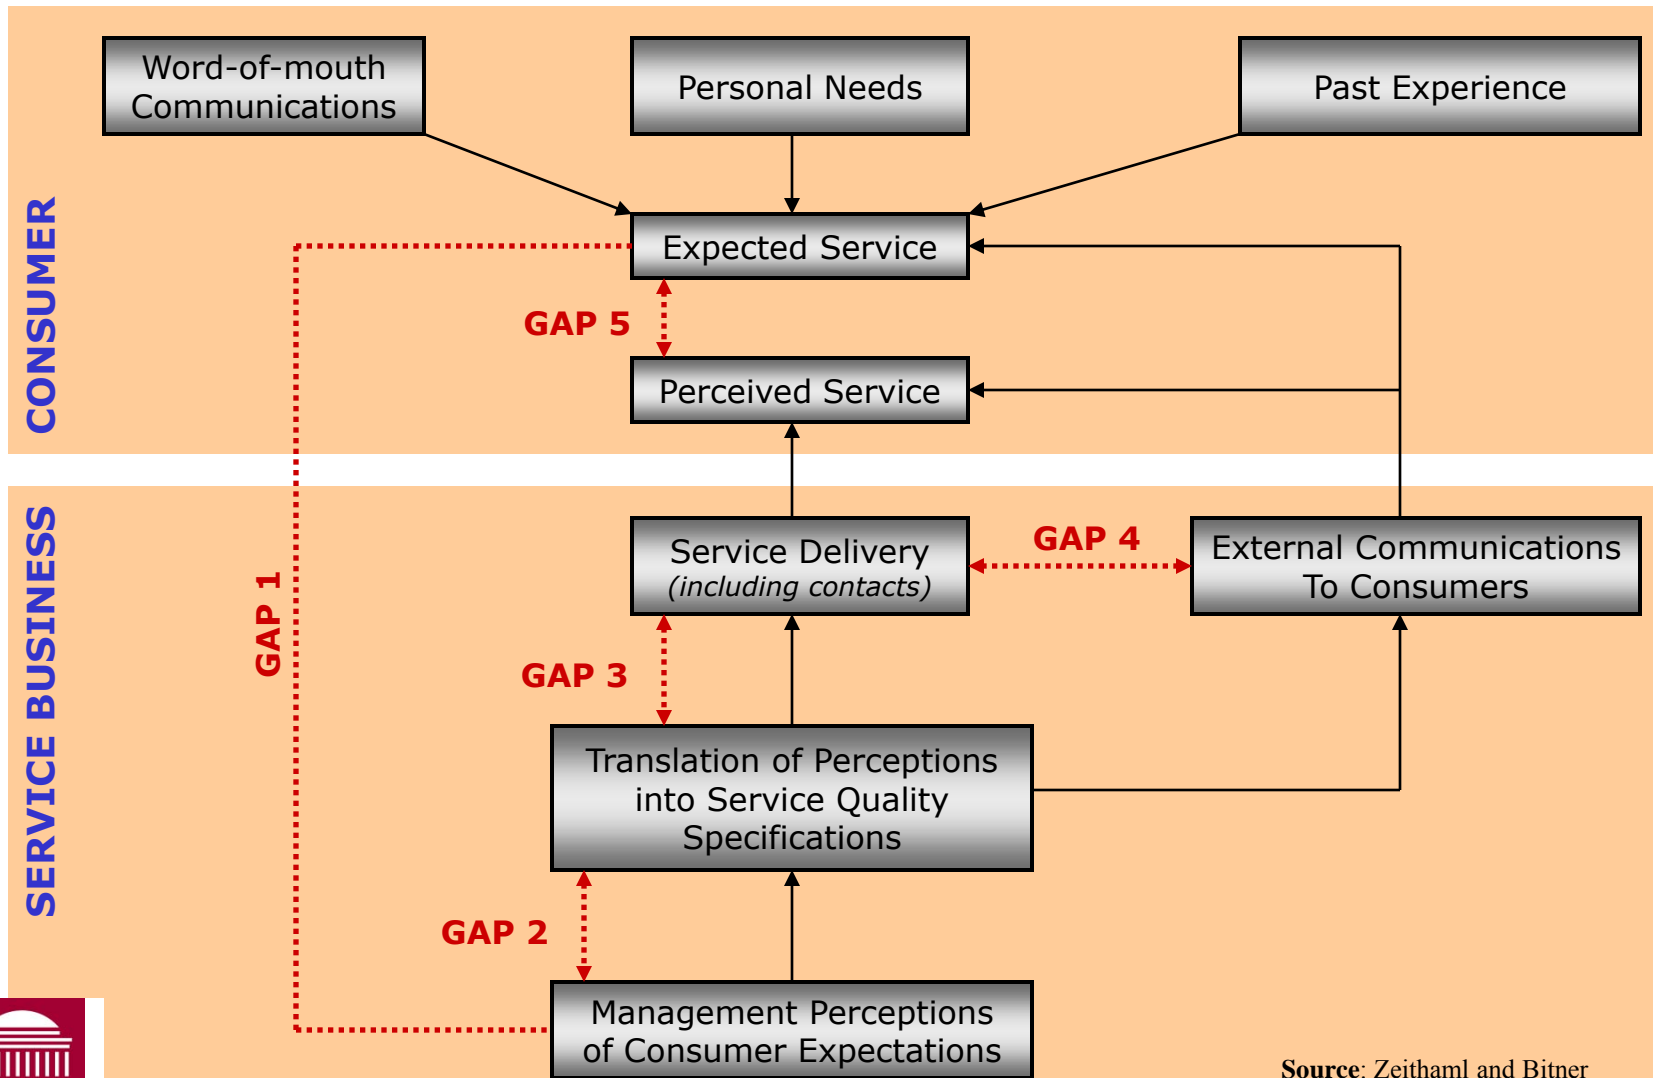 Word-of-mouth
Communications
Personal Needs
Past Experience
CONSUMER
Expected Service
GAP 5
Perceived Service
SERVICE BUSINESS
GAP 1
Service Delivery
(including contacts)
GAP 4
External Communications
To Consumers
GAP 3
Translation of Perceptions
into Service Quality
Specifications
GAP 2
Management Perceptions
of Consumer Expectations
Source: Zeithaml and Bitner